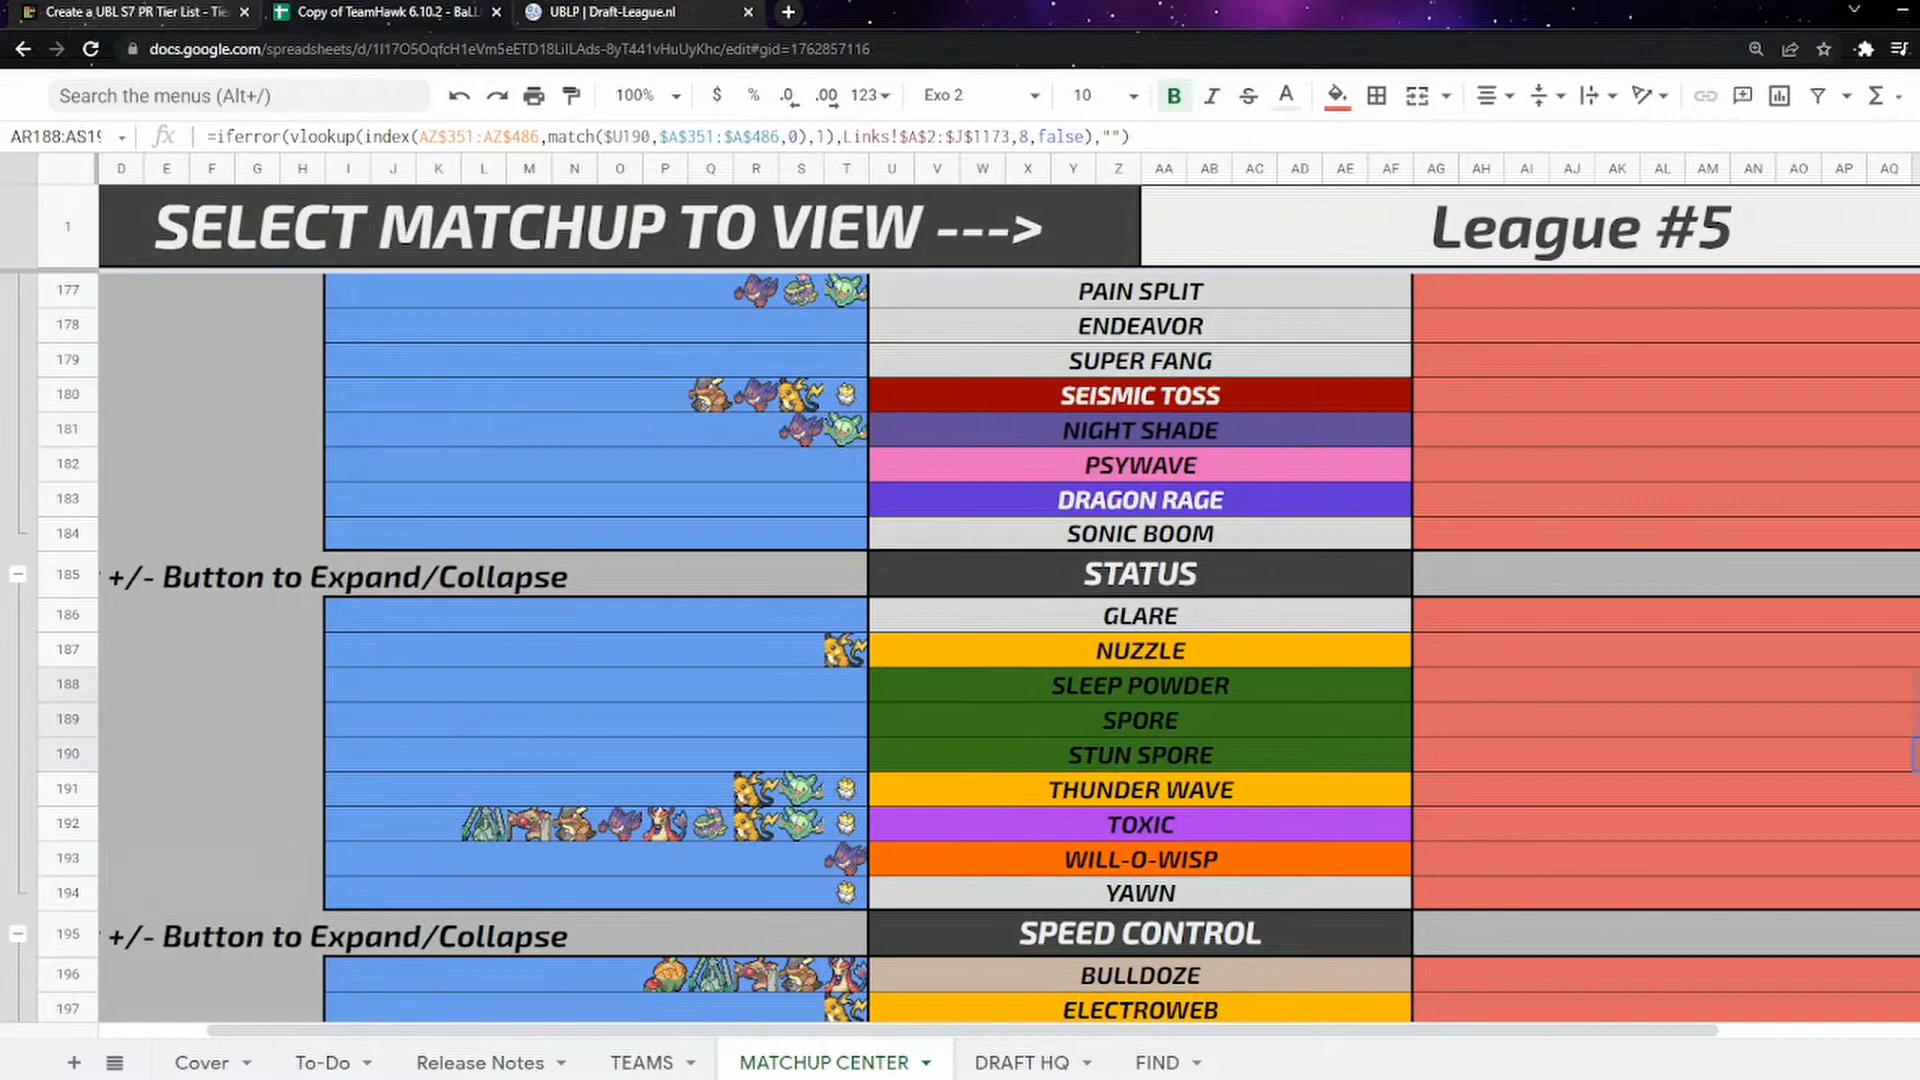 Create a UBL S7 PR Tier List - Tie
Copy of TeamHawk 6.10.2 - BaLL
UBLP | Draft-League.nl
docs.google.com/spreadsheets/d/1I17O5OqfcH1eVm5eETD18LiILAds-8yT441vHuUyKhc/edit#gid=1762857116
Search the menus (Alt+/) 100% $ % .0 .00 123 Exo 2 10 B I S A Σ
AR188:AS19 fx =iferror(vlookup(index(AZ$351:AZ$486,match($U190,$A$351:$A$486,0),1),Links!$A$2:$J$1173,8,false),"")
D E F G H I J K L M N O P Q R S T U V W X Y Z AA AB AC AD AE AF AG AH AI AJ AK AL AM AN AO AP AQ
1 SELECT MATCHUP TO VIEW ---> League #5
177 PAIN SPLIT
178 ENDEAVOR
179 SUPER FANG
180 SEISMIC TOSS
181 NIGHT SHADE
182 PSYWAVE
183 DRAGON RAGE
184 SONIC BOOM
185 +/- Button to Expand/Collapse STATUS
186 GLARE
187 NUZZLE
188 SLEEP POWDER
189 SPORE
190 STUN SPORE
191 THUNDER WAVE
192 TOXIC
193 WILL-O-WISP
194 YAWN
195 +/- Button to Expand/Collapse SPEED CONTROL
196 BULLDOZE
197 ELECTROWEB
+ Cover To-Do Release Notes TEAMS MATCHUP CENTER DRAFT HQ FIND